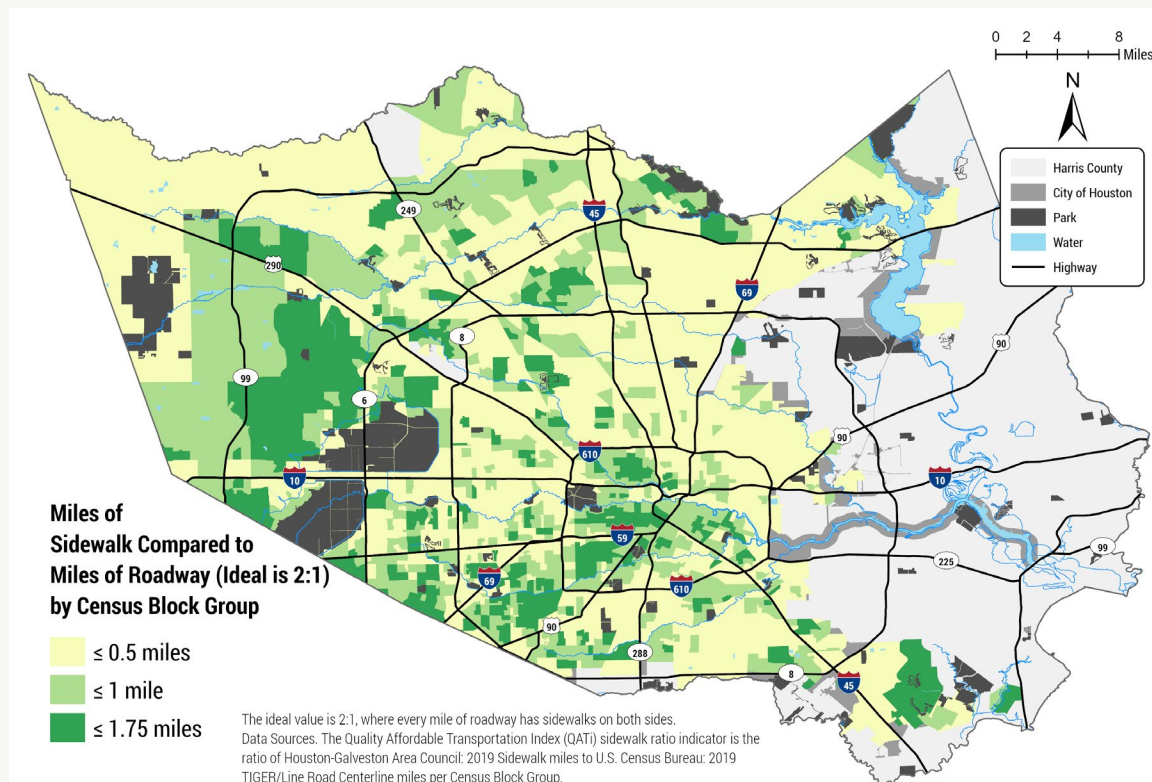 0 2 4 8
Miles
N
Harris County
City of Houston
Park
Water
Highway
249
45
290
69
8
90
99
6
90
610
10
10
59
99
225
69
610
90
288
8
45
Miles of
Sidewalk Compared to
Miles of Roadway (Ideal is 2:1)
by Census Block Group
≤ 0.5 miles
≤ 1 mile
≤ 1.75 miles
The ideal value is 2:1, where every mile of roadway has sidewalks on both sides.
Data Sources. The Quality Affordable Transportation Index (QATi) sidewalk ratio indicator is the
ratio of Houston-Galveston Area Council: 2019 Sidewalk miles to U.S. Census Bureau: 2019
TIGER/Line Road Centerline miles per Census Block Group.